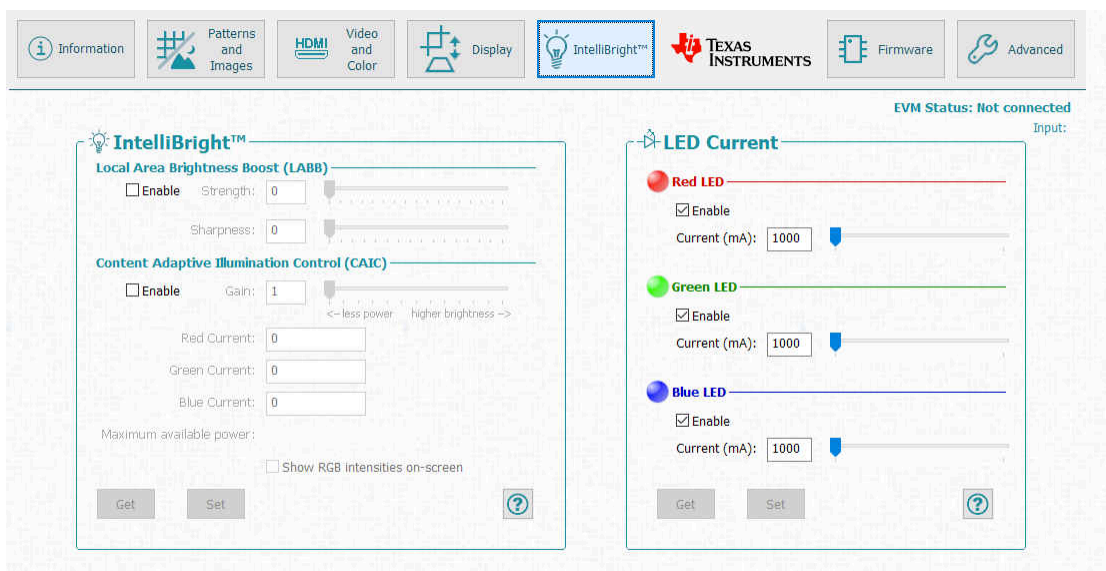 Information
Patterns
and
Images
HDMI
Video
and
Color
Display
IntelliBright™
TEXAS
INSTRUMENTS
Firmware
Advanced
EVM Status: Not connected
Input:
IntelliBright™
Local Area Brightness Boost (LABB)
Enable Strength: 0
Sharpness: 0
Content Adaptive Illumination Control (CAIC)
Enable Gain: 1
<-- less power higher brightness -->
Red Current: 0
Green Current: 0
Blue Current: 0
Maximum available power:
Show RGB intensities on-screen
Get Set ?
LED Current
Red LED
Enable
Current (mA): 1000
Green LED
Enable
Current (mA): 1000
Blue LED
Enable
Current (mA): 1000
Get Set ?